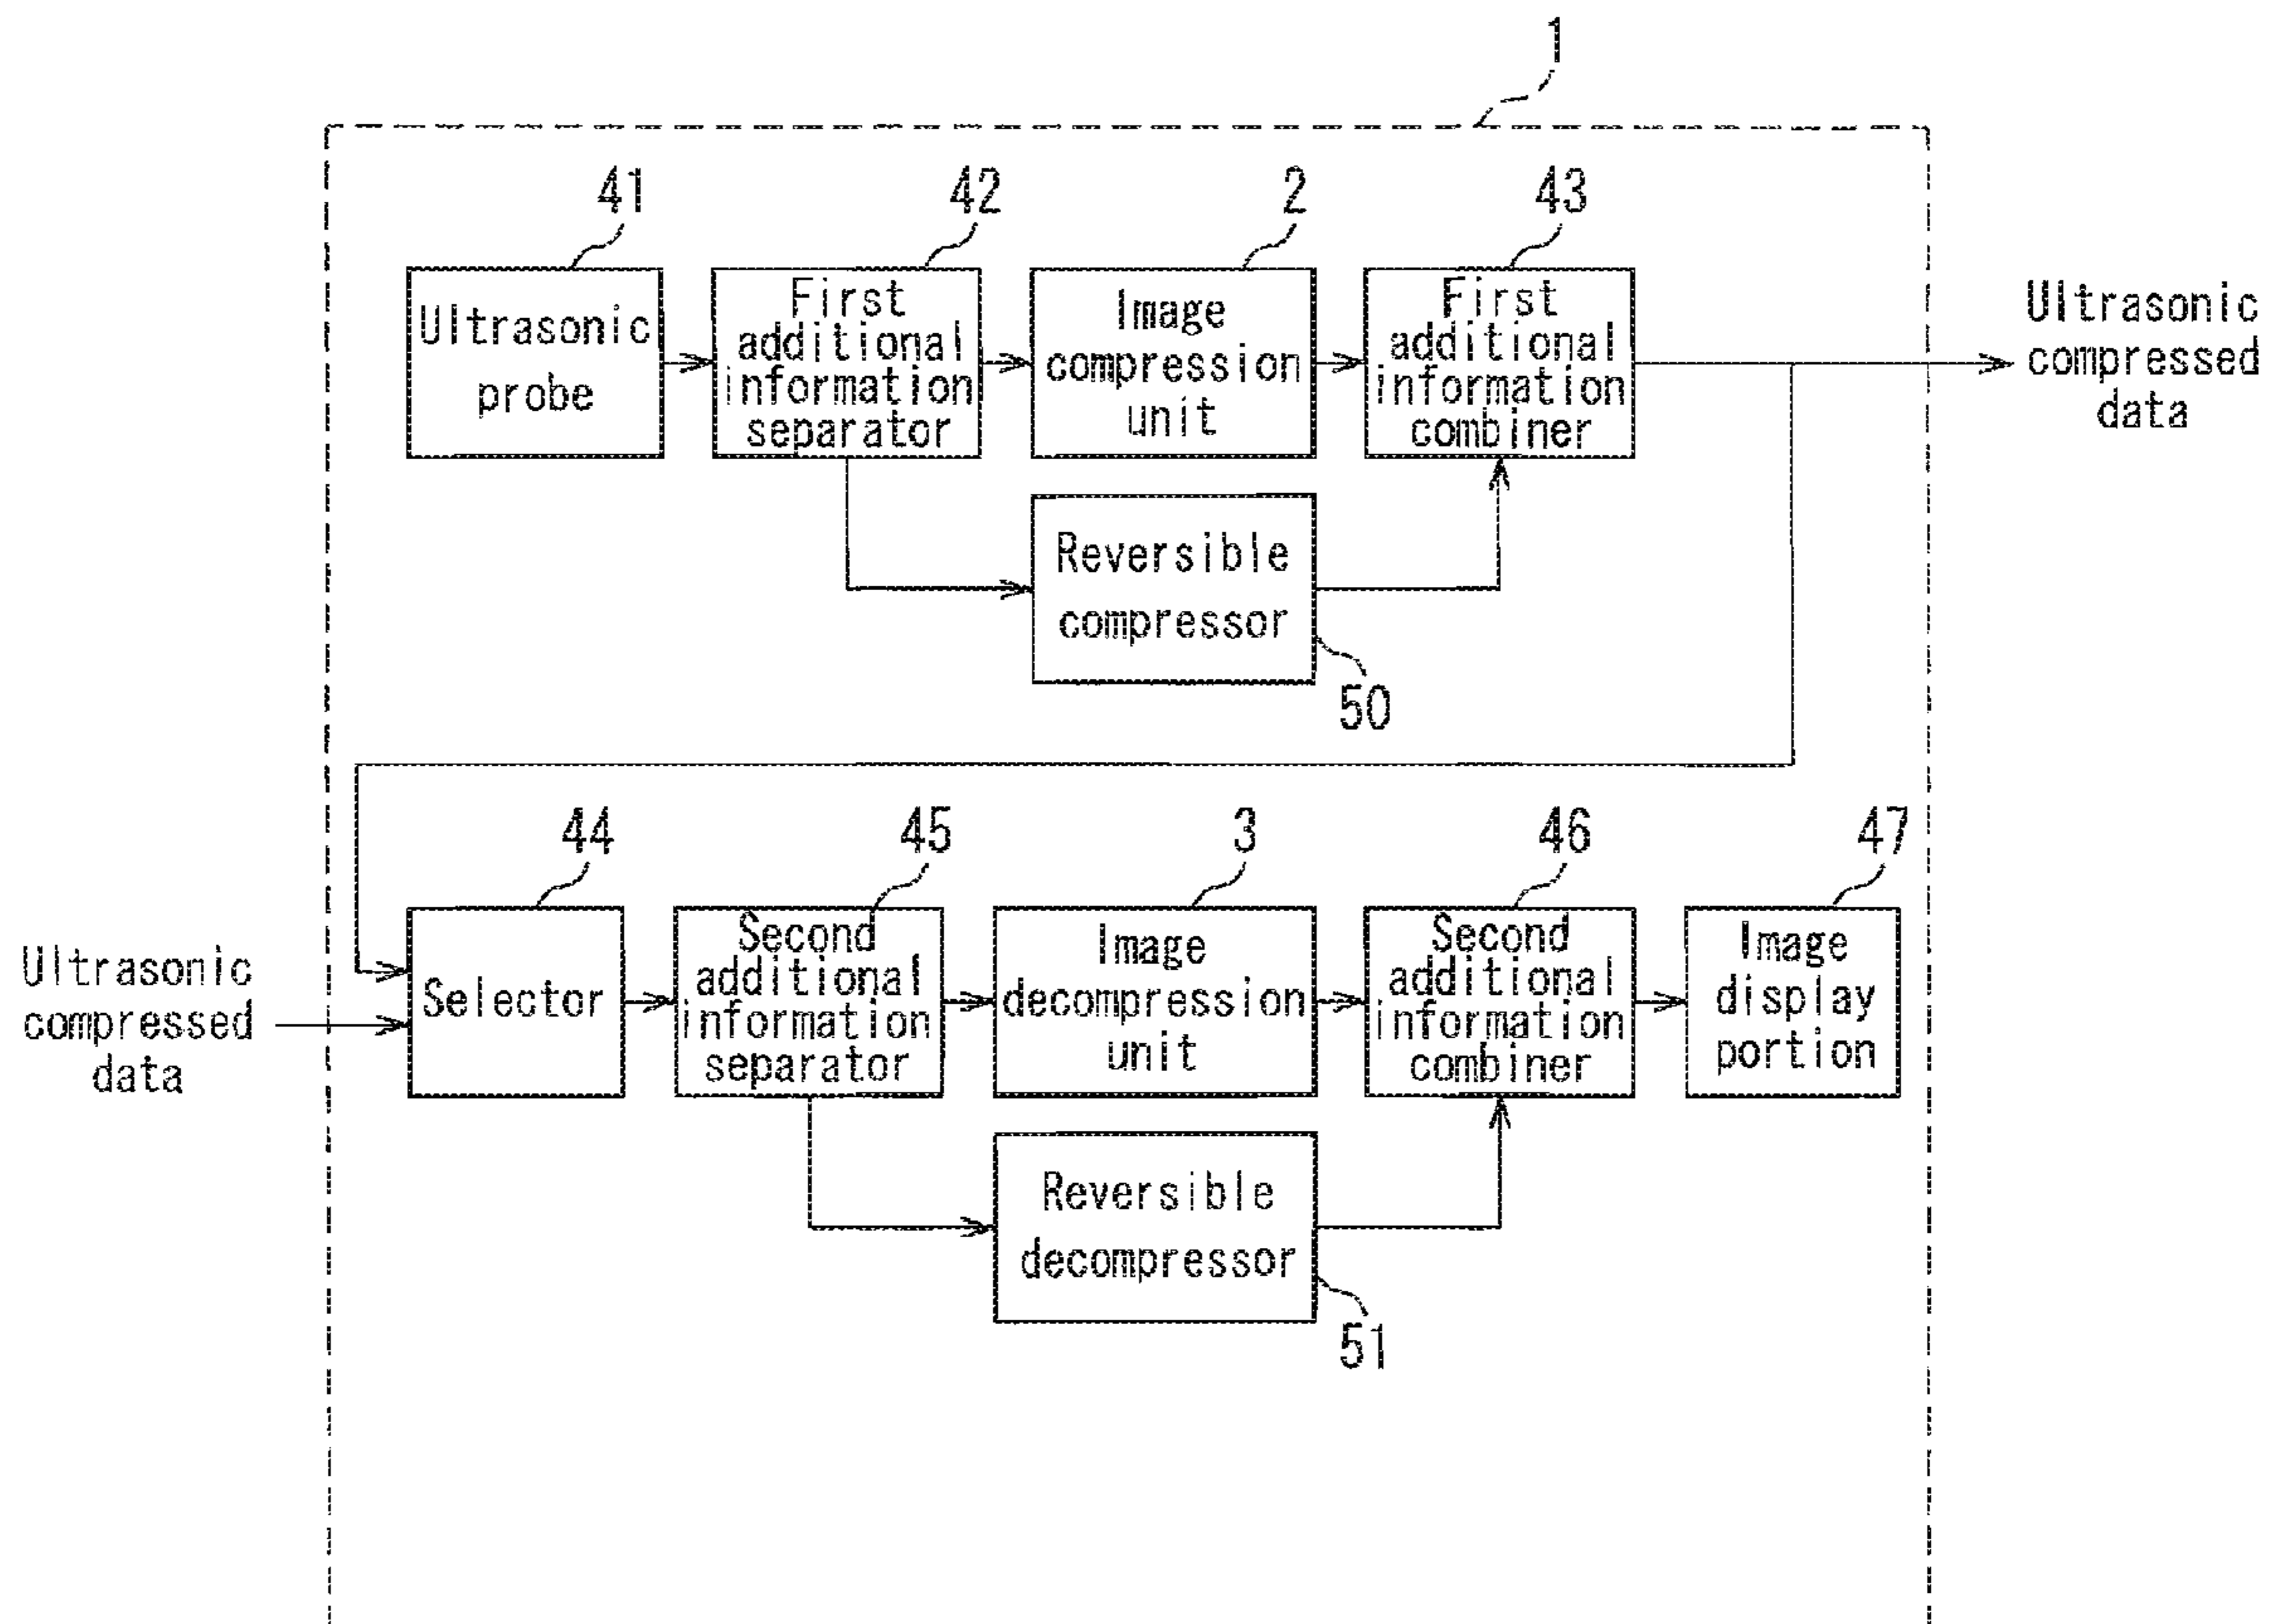 1
41
42
2
43
Ultrasonic
probe
First
additional
information
separator
Image
compression
unit
First
additional
information
combiner
Ultrasonic
compressed
data
Reversible
compressor
50
44
45
3
46
47
Ultrasonic
compressed
data
Selector
Second
additional
information
separator
Image
decompression
unit
Second
additional
information
combiner
Image
display
portion
Reversible
decompressor
51